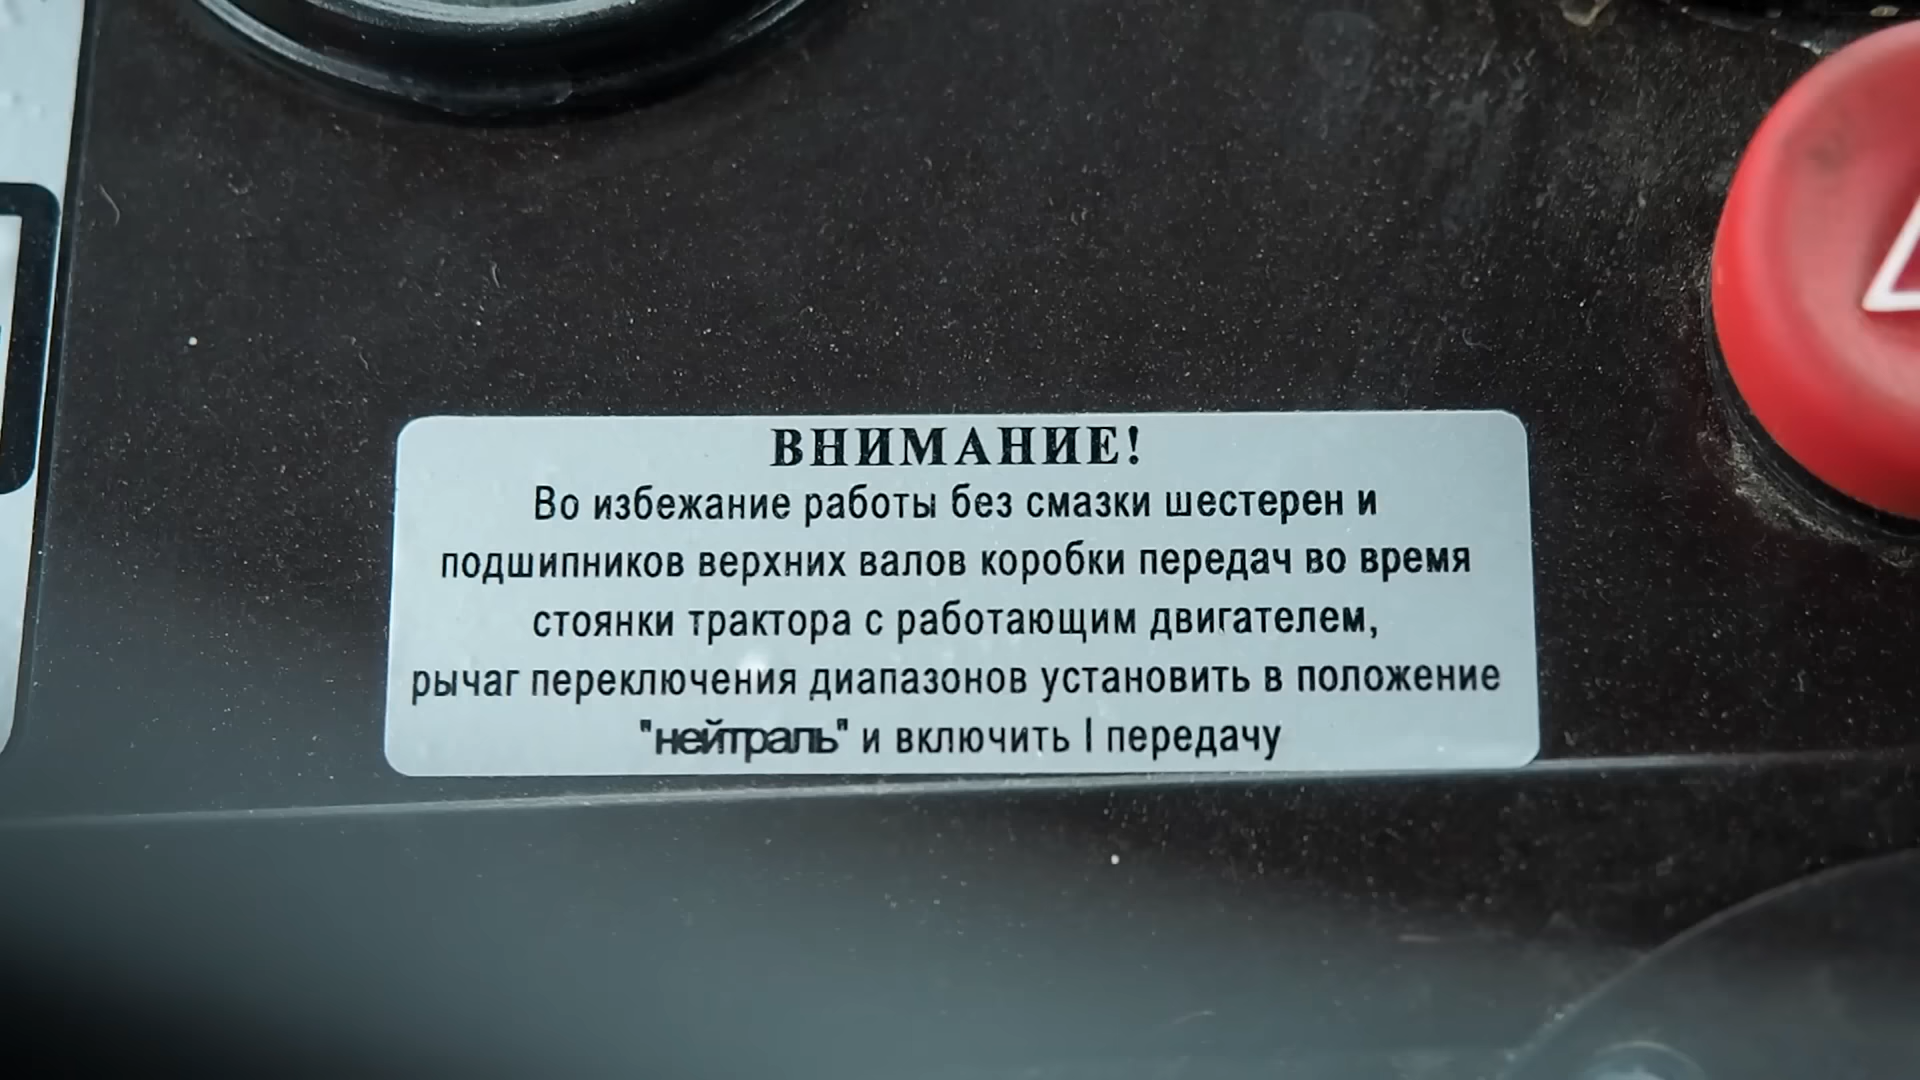 ВНИМАНИЕ!
Во избежание работы без смазки шестерен и
подшипников верхних валов коробки передач во время
стоянки трактора с работающим двигателем,
рычаг переключения диапазонов установить в положение
"нейтраль" и включить I передачу